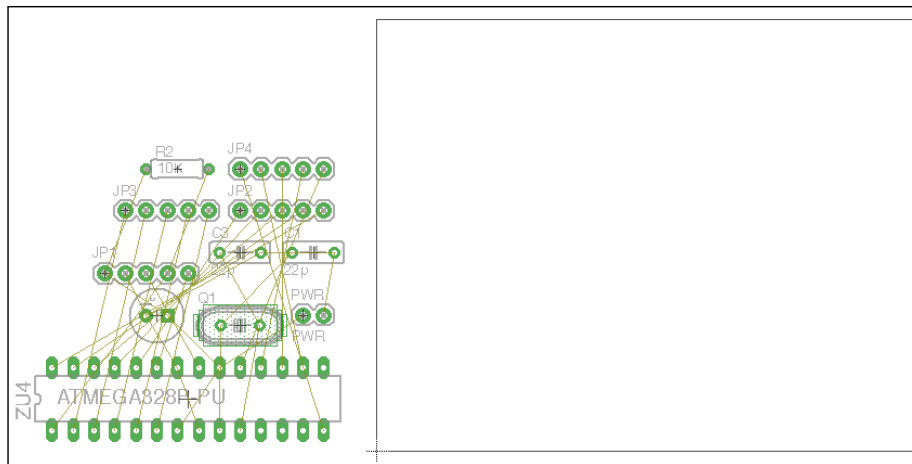 R2
10K
JP4
JP3
JP2
C3
C1
22p
22p
JP1
Q1
PWR
PWR
ZU4
ATMEGA328P-PU